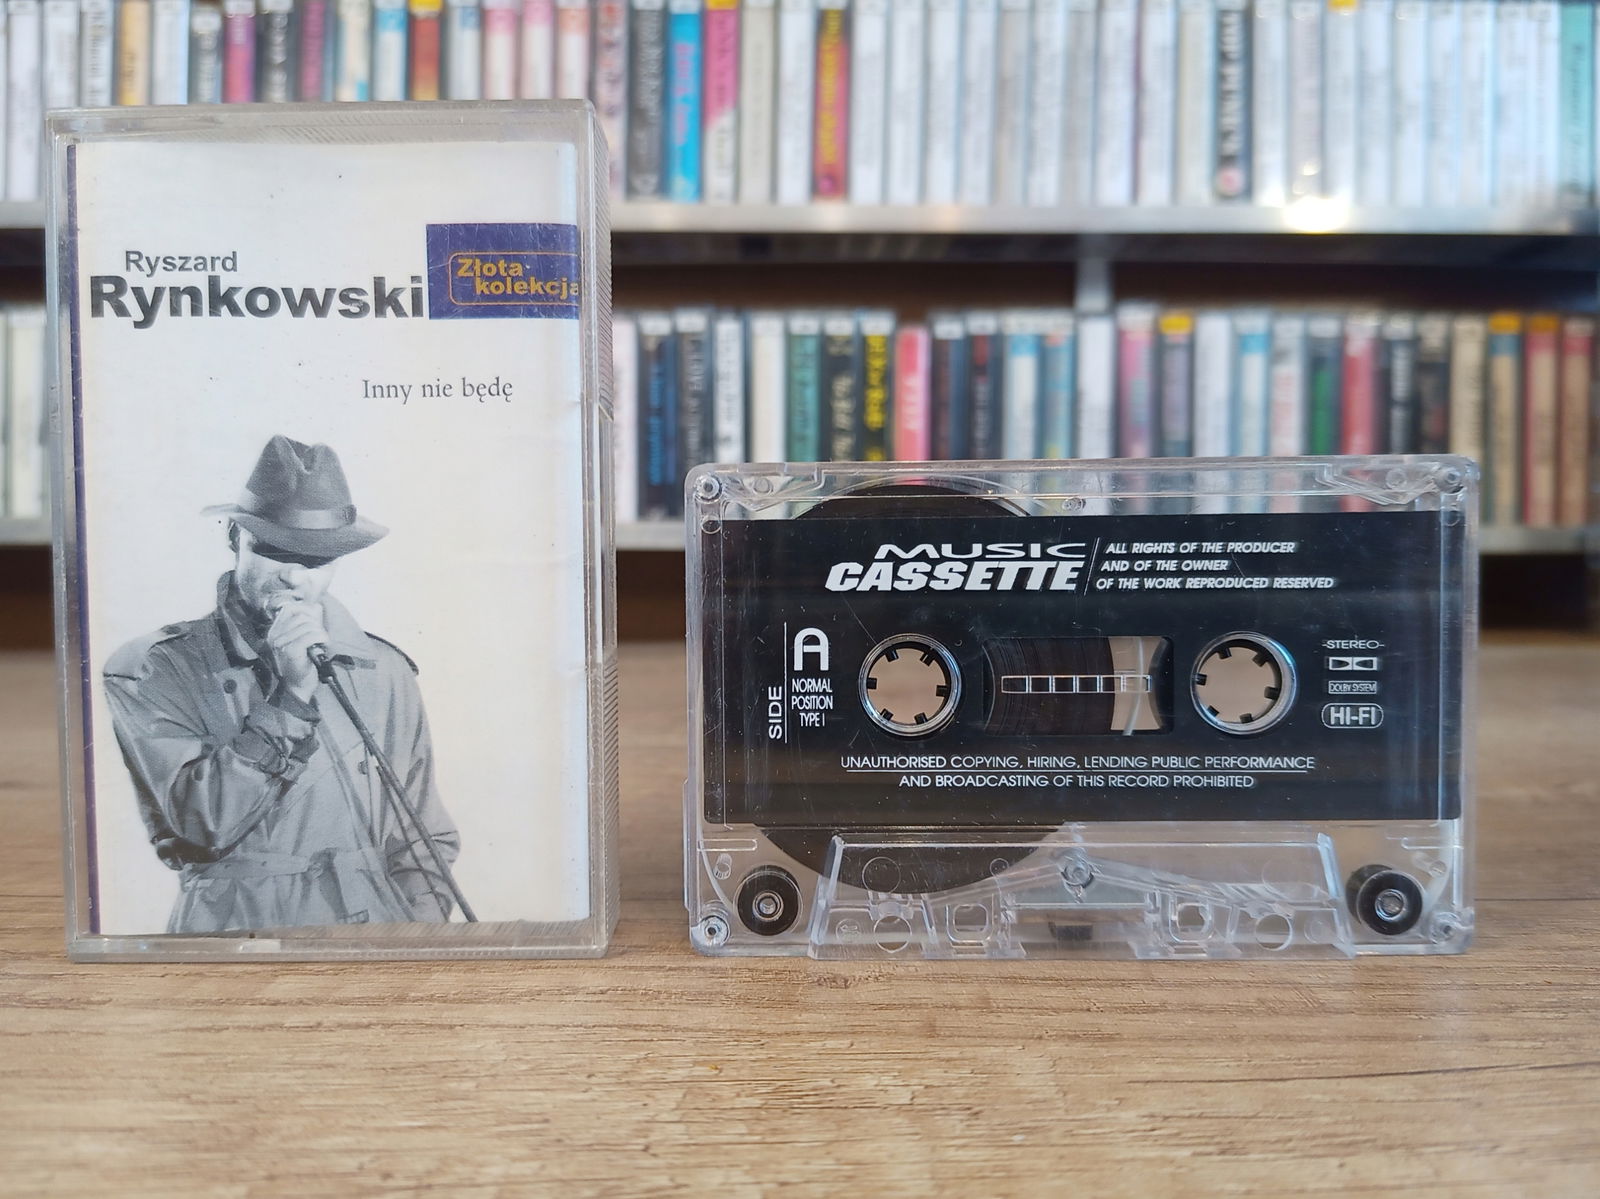 Ryszard
Rynkowski
Złota
kolekcja
Inny nie będę
MUSIC
CASSETTE
ALL RIGHTS OF THE PRODUCER
AND OF THE OWNER
OF THE WORK REPRODUCED RESERVED
SIDE
A
NORMAL
POSITION
TYPE I
-STEREO-
DOLBY SYSTEM
HI-FI
UNAUTHORISED COPYING, HIRING, LENDING PUBLIC PERFORMANCE
AND BROADCASTING OF THIS RECORD PROHIBITED